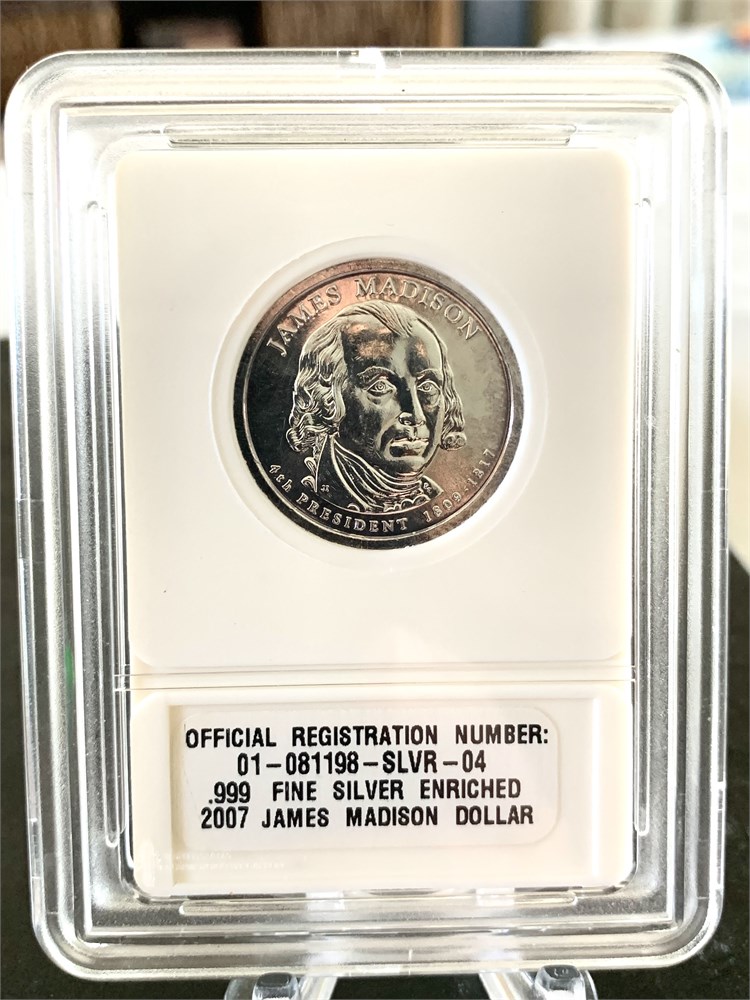 JAMES MADISON
4th PRESIDENT 1809-1817
OFFICIAL REGISTRATION NUMBER:
01-081198-SLVR-04
.999 FINE SILVER ENRICHED
2007 JAMES MADISON DOLLAR